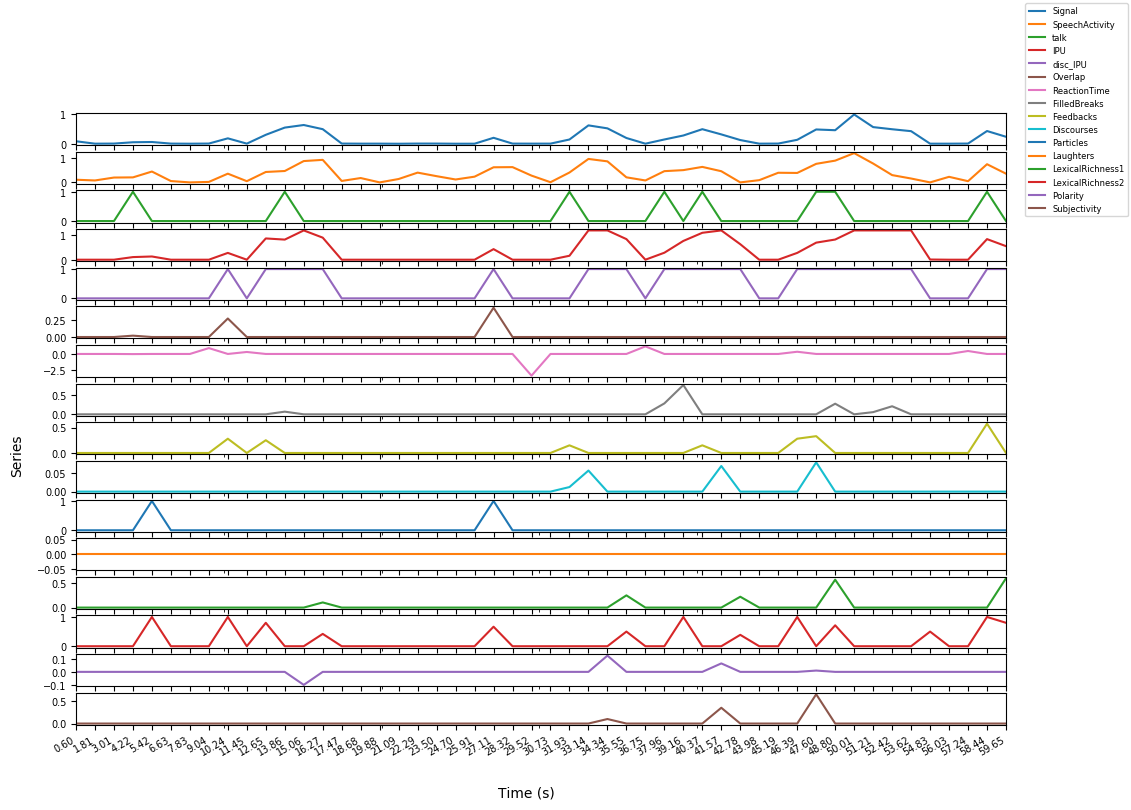 Signal
SpeechActivity
talk
IPU
disc_IPU
Overlap
ReactionTime
FilledBreaks
Feedbacks
Discourses
Particles
Laughters
LexicalRichness1
LexicalRichness2
Polarity
Subjectivity
1
0
1
0
1
0
1
0
1
0
0.25
0.00
0.0
−2.5
0.5
0.0
0.5
0.0
0.05
0.00
1
0
0.05
0.00
−0.05
0.5
0.0
1
0
0.1
0.0
−0.1
0.5
0.0
Series
0.60 1.81 3.01 4.22 5.42 6.63 7.83 9.04 10.24 11.45 12.65 13.86 15.06 16.27 17.47 18.68 19.88 21.09 22.29 23.50 24.70 25.91 27.11 28.32 29.52 30.73 31.93 33.14 34.34 35.55 36.75 37.96 39.16 40.37 41.57 42.78 43.98 45.19 46.39 47.60 48.80 50.01 51.21 52.42 53.62 54.83 56.03 57.24 58.44 59.65
Time (s)